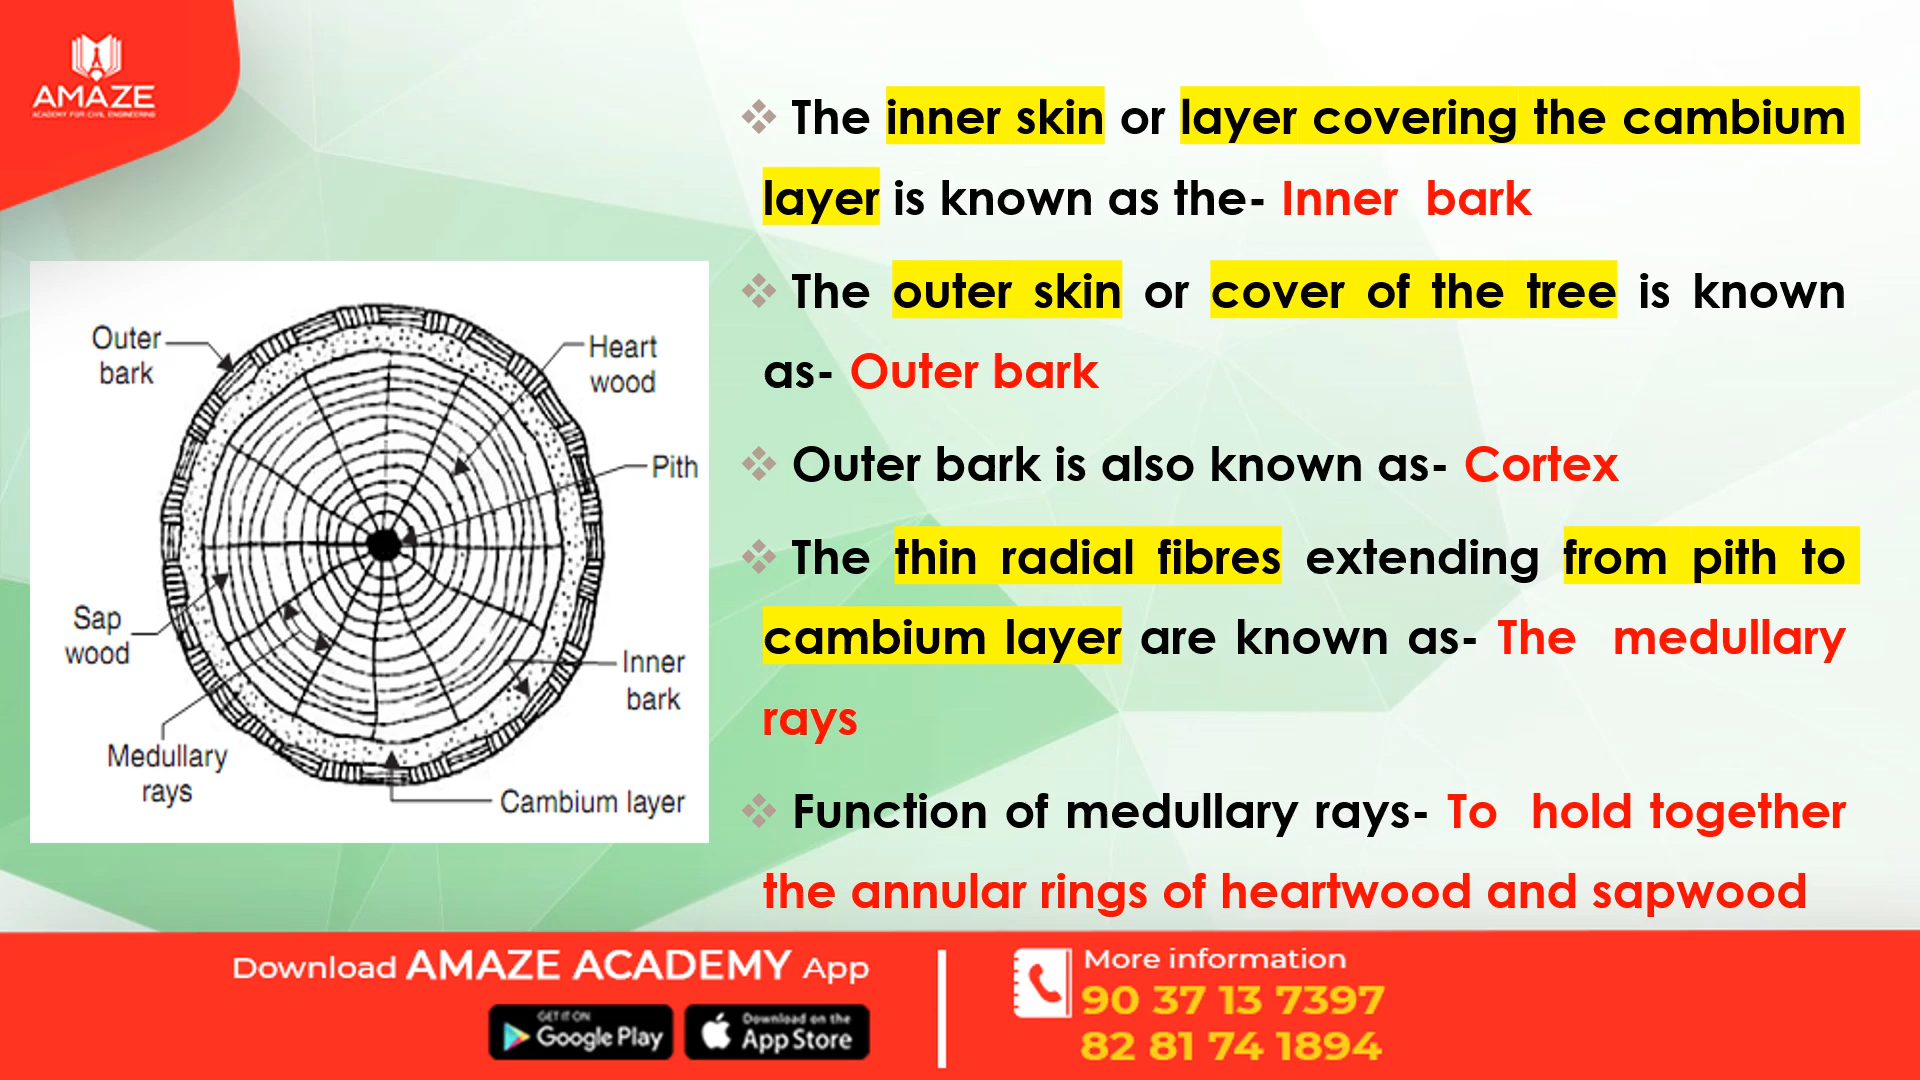 AMAZE
ACADEMY FOR CIVIL ENGINEERING
❖ The inner skin or layer covering the cambium
layer is known as the- Inner bark
❖ The outer skin or cover of the tree is known
as- Outer bark
❖ Outer bark is also known as- Cortex
❖ The thin radial fibres extending from pith to
cambium layer are known as- The medullary
rays
❖ Function of medullary rays- To hold together
the annular rings of heartwood and sapwood
Outer
bark
Heart
wood
Pith
Sap
wood
Inner
bark
Medullary
rays
Cambium layer
Download AMAZE ACADEMY App
GET IT ON
Google Play
Download on the
App Store
More information
90 37 13 7397
82 81 74 1894